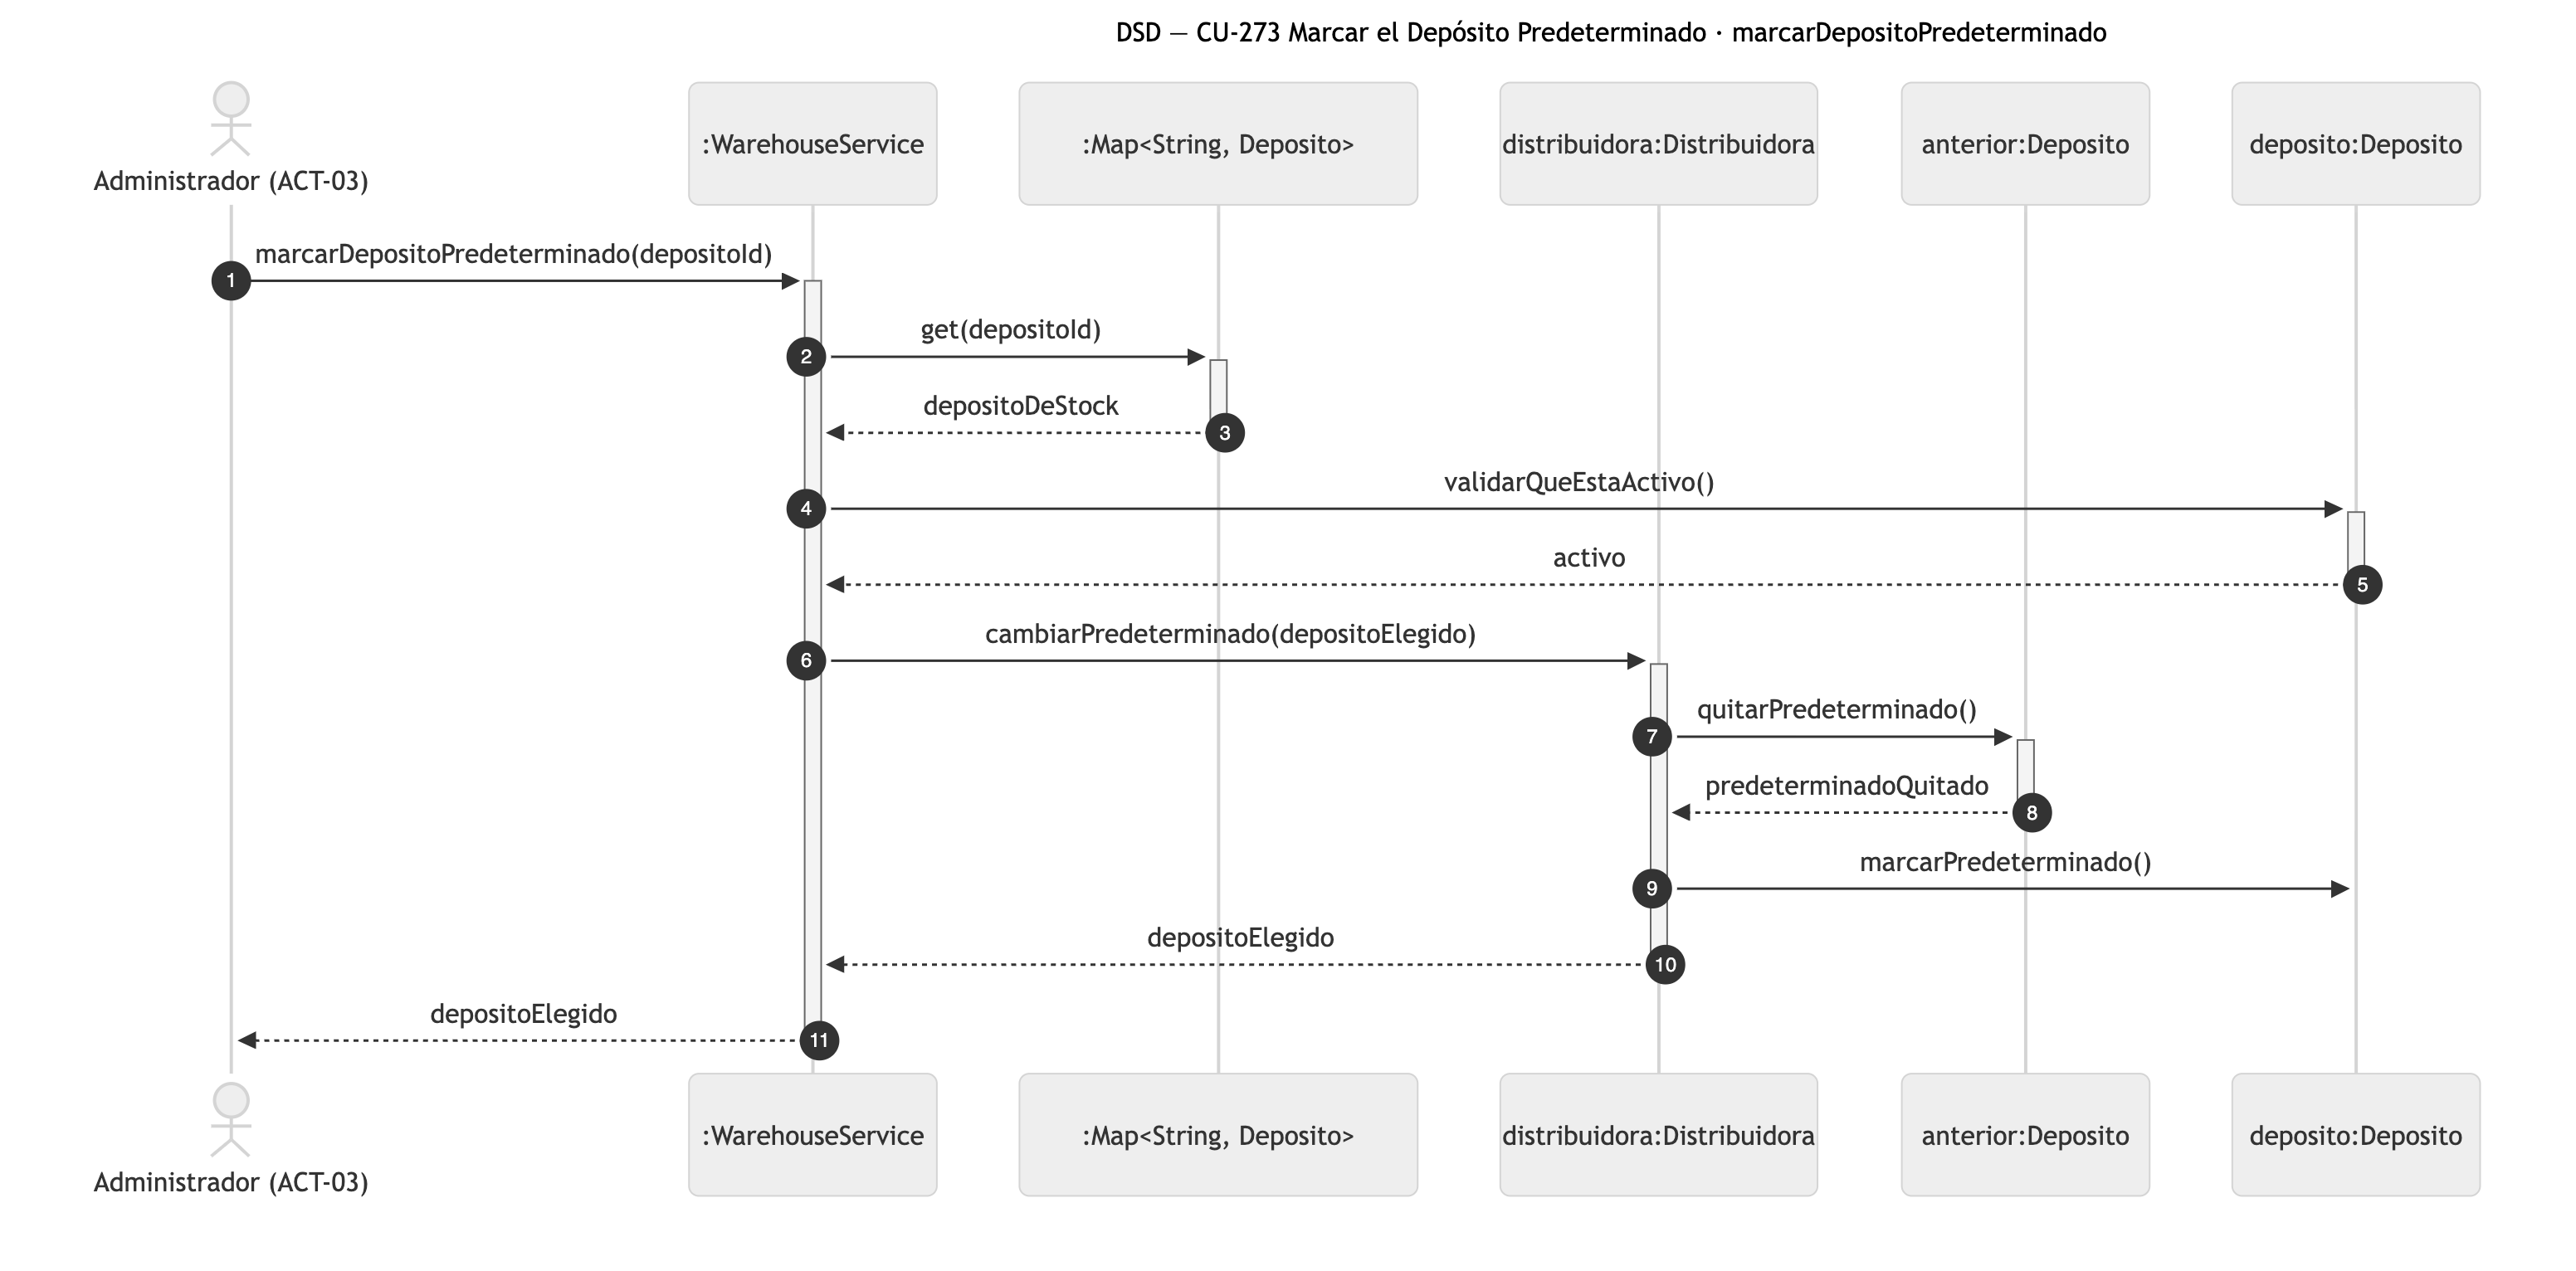 DSD — CU-273 Marcar el Depósito Predeterminado · marcarDepositoPredeterminado
Administrador (ACT-03)
:WarehouseService
:Map<String, Deposito>
distribuidora:Distribuidora
anterior:Deposito
deposito:Deposito
marcarDepositoPredeterminado(depositoId)
1
get(depositoId)
2
depositoDeStock
3
validarQueEstaActivo()
4
activo
5
cambiarPredeterminado(depositoElegido)
6
quitarPredeterminado()
7
predeterminadoQuitado
8
marcarPredeterminado()
9
depositoElegido
10
depositoElegido
11
Administrador (ACT-03)
:WarehouseService
:Map<String, Deposito>
distribuidora:Distribuidora
anterior:Deposito
deposito:Deposito